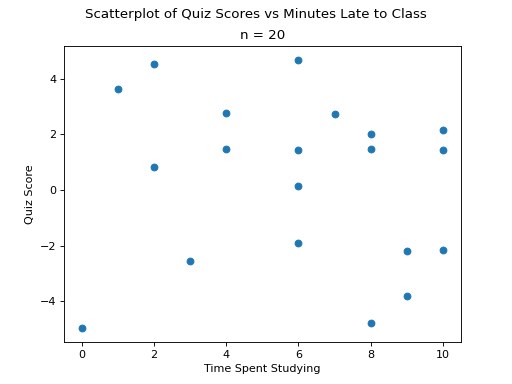 Scatterplot of Quiz Scores vs Minutes Late to Class
n = 20
4
2
0
−2
−4
Quiz Score
0 2 4 6 8 10
Time Spent Studying